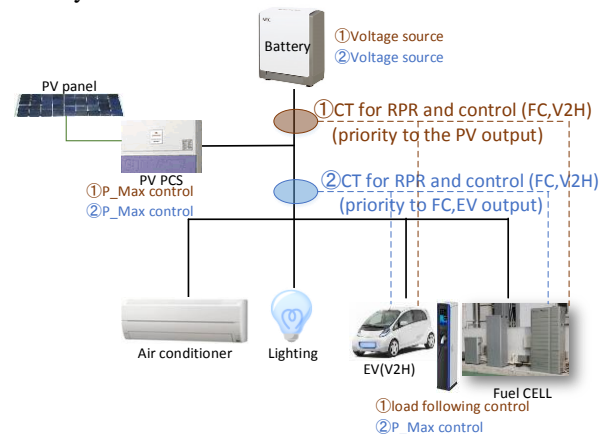 Battery
①Voltage source
②Voltage source
PV panel
①CT for RPR and control (FC,V2H)
(priority to the PV output)
PV PCS
①P_Max control
②P_Max control
②CT for RPR and control (FC,V2H)
(priority to FC,EV output)
Air conditioner
Lighting
EV(V2H)
Fuel CELL
①load following control
②P_Max control